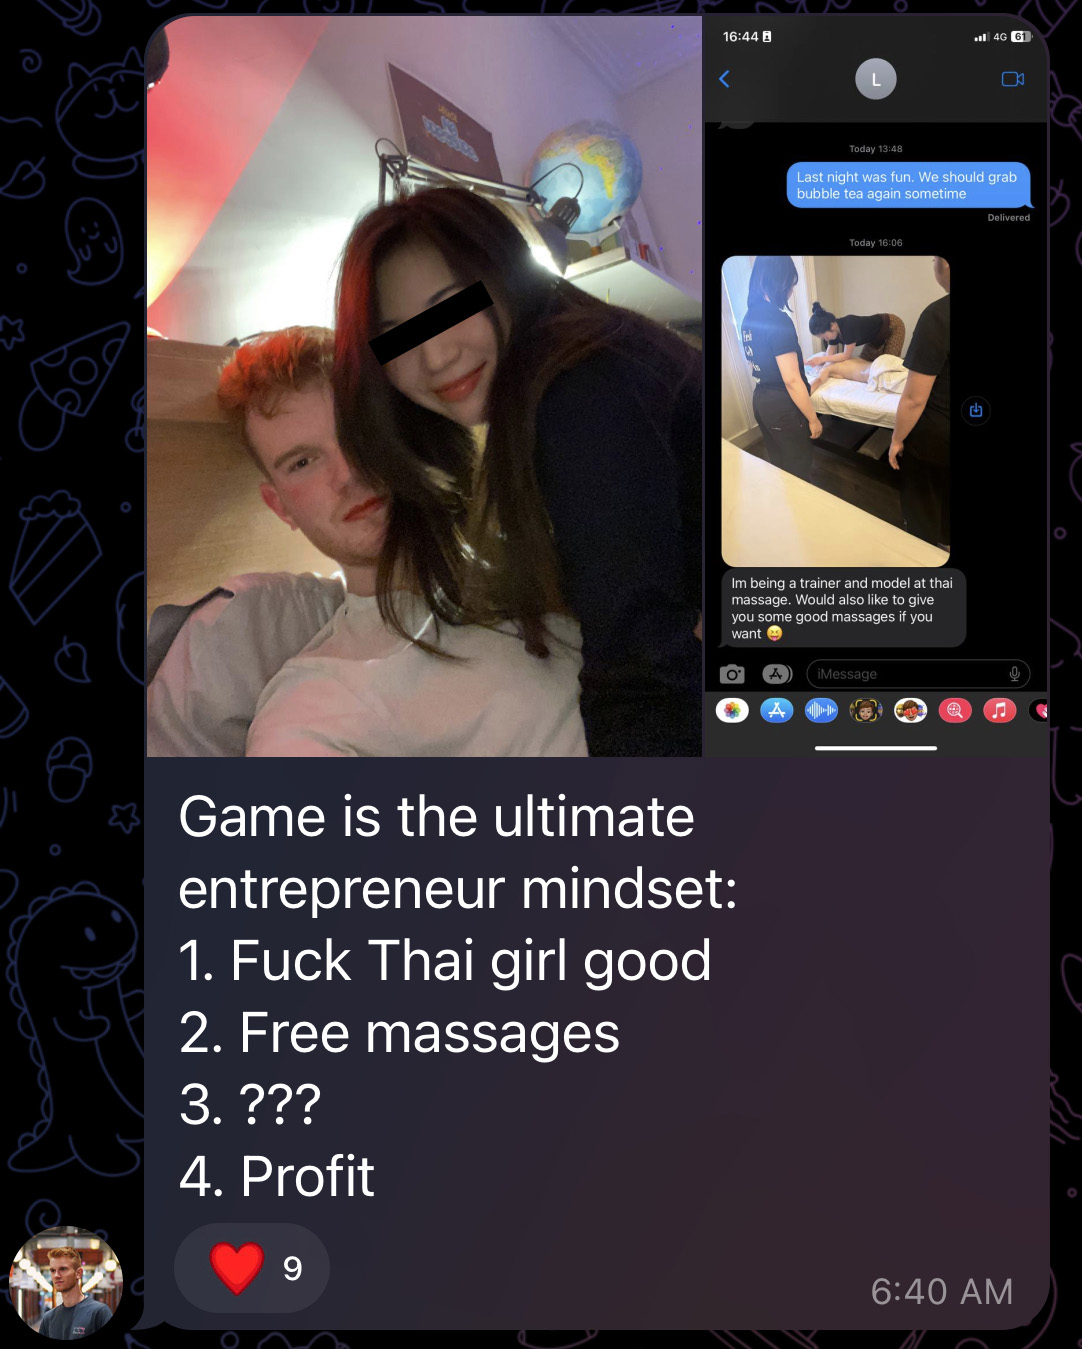 16:44
4G 61
L
Today 13:48
Last night was fun. We should grab
bubble tea again sometime
Delivered
Today 16:06
Im being a trainer and model at thai
massage. Would also like to give
you some good massages if you
want 😝
iMessage
Game is the ultimate
entrepreneur mindset:
1. Fuck Thai girl good
2. Free massages
3. ???
4. Profit
❤️ 9
6:40 AM